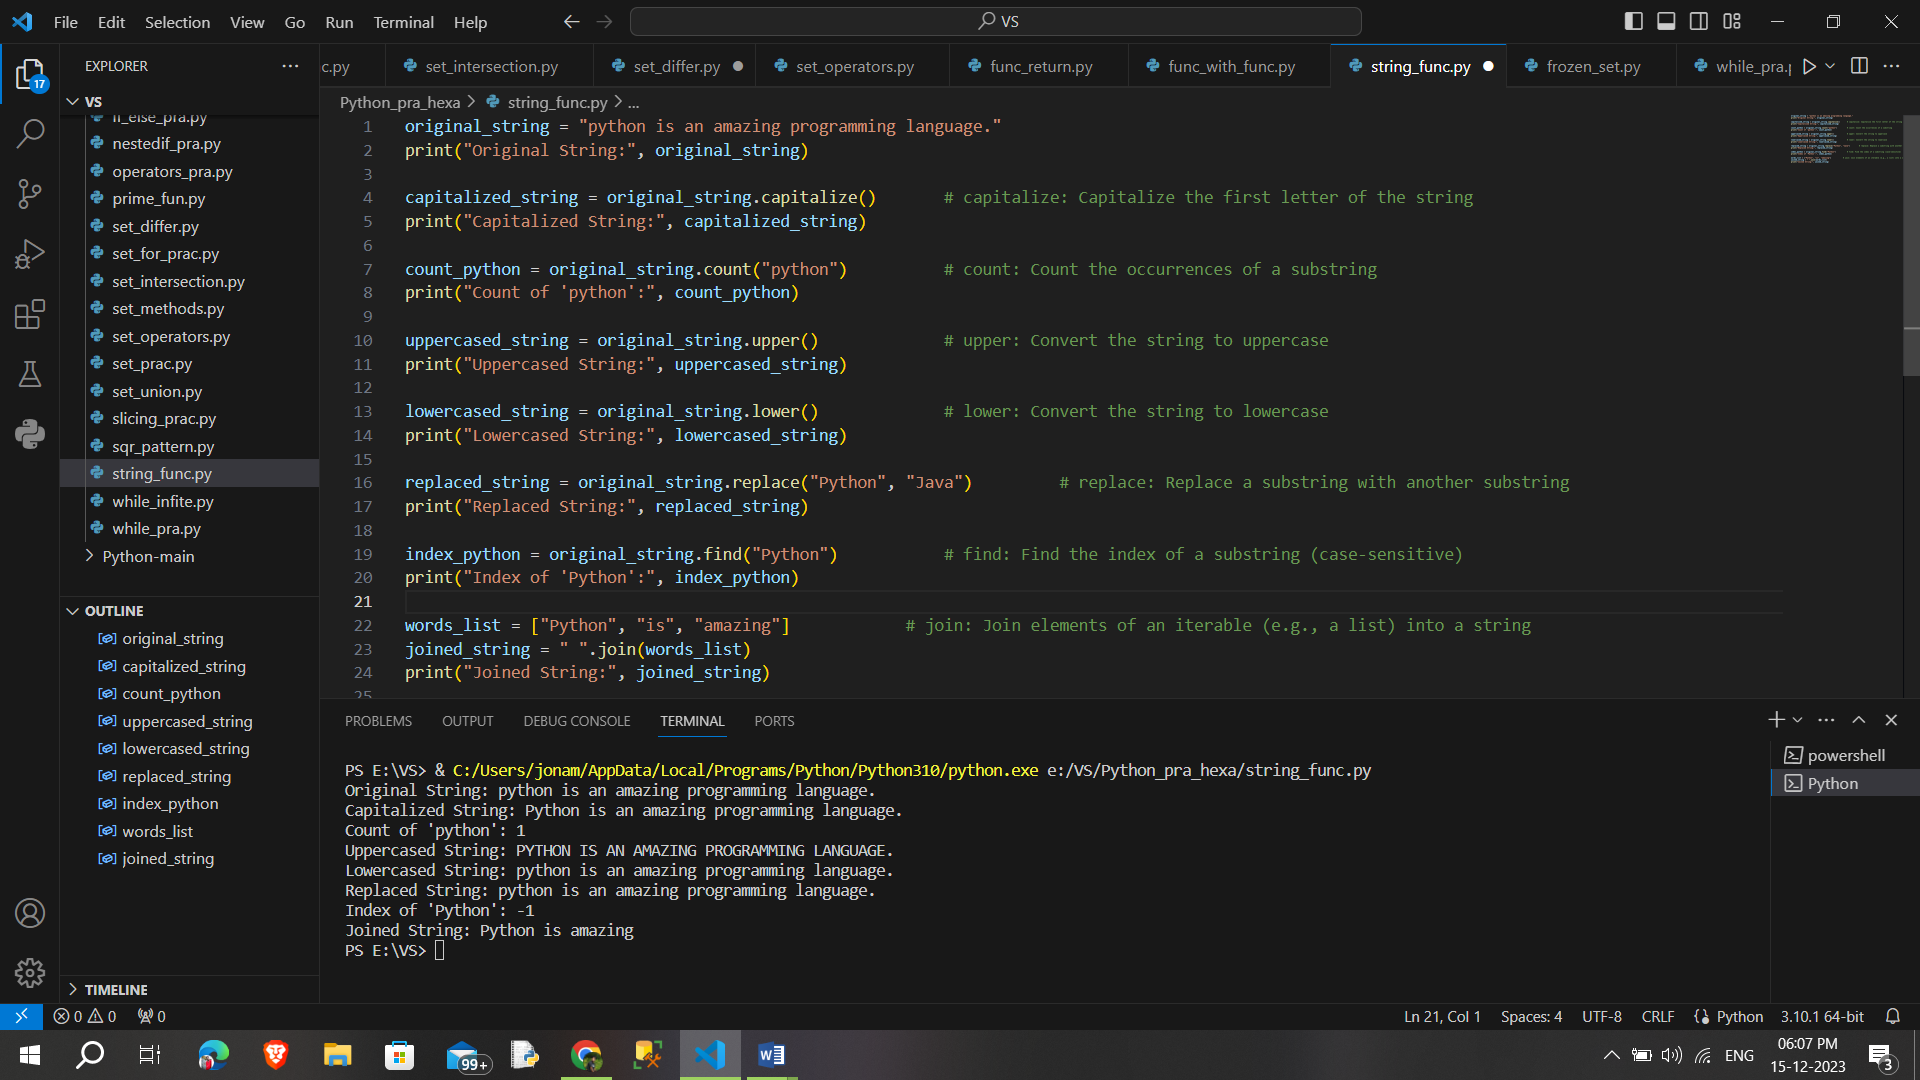 File Edit Selection View Go Run Terminal Help
VS
EXPLORER
c.py set_intersection.py set_differ.py set_operators.py func_return.py func_with_func.py string_func.py frozen_set.py while_pra.p
VS
if_else_pra.py
nestedif_pra.py
operators_pra.py
prime_fun.py
set_differ.py
set_for_prac.py
set_intersection.py
set_methods.py
set_operators.py
set_prac.py
set_union.py
slicing_prac.py
sqr_pattern.py
string_func.py
while_infite.py
while_pra.py
Python-main
OUTLINE
original_string
capitalized_string
count_python
uppercased_string
lowercased_string
replaced_string
index_python
words_list
joined_string
TIMELINE
17
Python_pra_hexa > string_func.py > ...
1 original_string = "python is an amazing programming language."
2 print("Original String:", original_string)
3
4 capitalized_string = original_string.capitalize() # capitalize: Capitalize the first letter of the string
5 print("Capitalized String:", capitalized_string)
6
7 count_python = original_string.count("python") # count: Count the occurrences of a substring
8 print("Count of 'python':", count_python)
9
10 uppercased_string = original_string.upper() # upper: Convert the string to uppercase
11 print("Uppercased String:", uppercased_string)
12
13 lowercased_string = original_string.lower() # lower: Convert the string to lowercase
14 print("Lowercased String:", lowercased_string)
15
16 replaced_string = original_string.replace("Python", "Java") # replace: Replace a substring with another substring
17 print("Replaced String:", replaced_string)
18
19 index_python = original_string.find("Python") # find: Find the index of a substring (case-sensitive)
20 print("Index of 'Python':", index_python)
21
22 words_list = ["Python", "is", "amazing"] # join: Join elements of an iterable (e.g., a list) into a string
23 joined_string = " ".join(words_list)
24 print("Joined String:", joined_string)
25
PROBLEMS OUTPUT DEBUG CONSOLE TERMINAL PORTS
PS E:\VS> & C:/Users/jonam/AppData/Local/Programs/Python/Python310/python.exe e:/VS/Python_pra_hexa/string_func.py
Original String: python is an amazing programming language.
Capitalized String: Python is an amazing programming language.
Count of 'python': 1
Uppercased String: PYTHON IS AN AMAZING PROGRAMMING LANGUAGE.
Lowercased String: python is an amazing programming language.
Replaced String: python is an amazing programming language.
Index of 'Python': -1
Joined String: Python is amazing
PS E:\VS>
powershell
Python
0 0 0
Ln 21, Col 1 Spaces: 4 UTF-8 CRLF Python 3.10.1 64-bit
99+
ENG
06:07 PM
15-12-2023
3